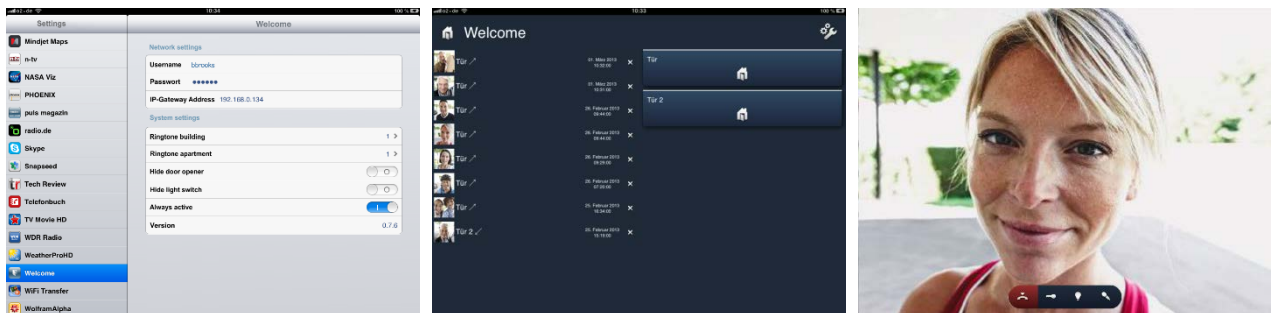 10:34
100 %
Settings
Welcome
Mindjet Maps
n-tv
NASA Viz
PHOENIX
puls magazin
radio.de
Skype
Snapseed
Tech Review
Telefonbuch
TV Movie HD
WDR Radio
WeatherProHD
Welcome
WiFi Transfer
WolframAlpha
Network settings
Username bbrooks
Passwort ●●●●●●
IP-Gateway Address 192.168.0.134
System settings
Ringtone building 1
Ringtone apartment 1
Hide door opener
Hide light switch
Always active
Version 0.7.6
10:33
100 %
Welcome
Tür
Tür
Tür
Tür
Tür
Tür
Tür
Tür 2
Tür
Tür 2